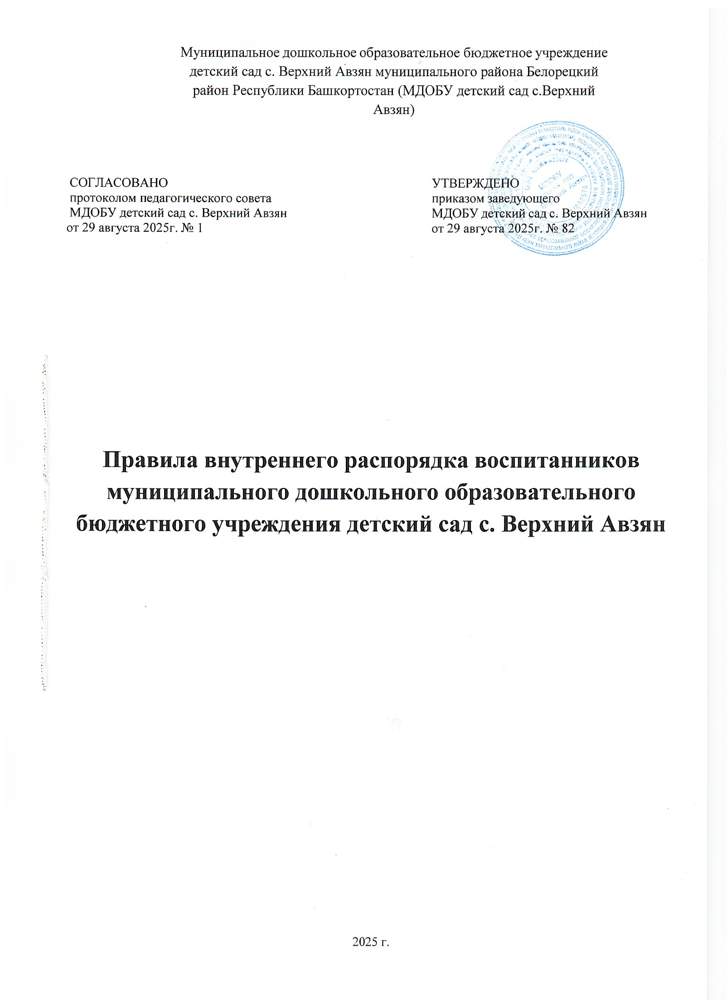 Муниципальное дошкольное образовательное бюджетное учреждение
детский сад с. Верхний Авзян муниципального района Белорецкий
район Республики Башкортостан (МДОБУ детский сад с.Верхний
Авзян)
СОГЛАСОВАНО
протоколом педагогического совета
МДОБУ детский сад с. Верхний Авзян
от 29 августа 2025г. № 1
УТВЕРЖДЕНО
приказом заведующего
МДОБУ детский сад с. Верхний Авзян
от 29 августа 2025г. № 82
Правила внутреннего распорядка воспитанников
муниципального дошкольного образовательного
бюджетного учреждения детский сад с. Верхний Авзян
2025 г.